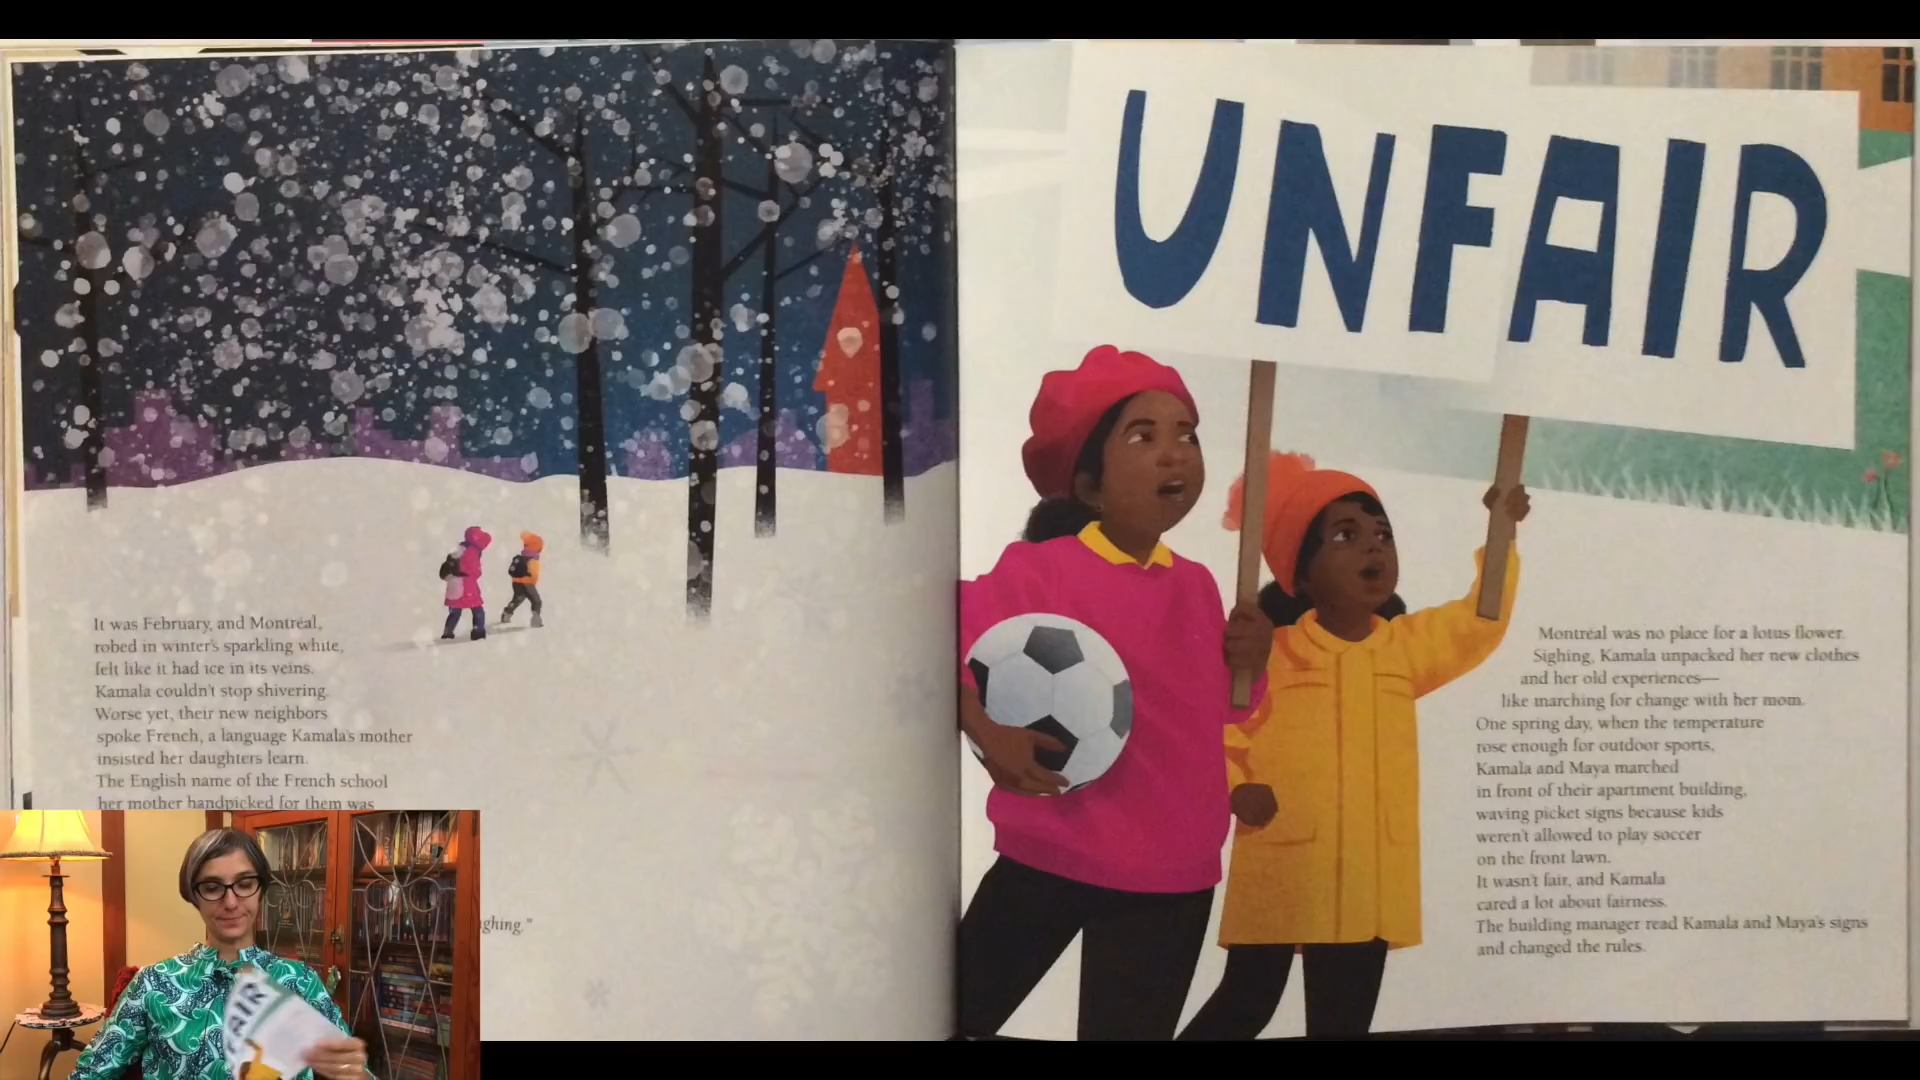 It was February, and Montréal,
robed in winter's sparkling white,
felt like it had ice in its veins.
Kamala couldn't stop shivering.
Worse yet, their new neighbors
spoke French, a language Kamala's mother
insisted her daughters learn.
The English name of the French school
her mother handpicked for them was
ghing."
UNFAIR
Montréal was no place for a lotus flower.
Sighing, Kamala unpacked her new clothes
and her old experiences—
like marching for change with her mom.
One spring day, when the temperature
rose enough for outdoor sports,
Kamala and Maya marched
in front of their apartment building,
waving picket signs because kids
weren't allowed to play soccer
on the front lawn.
It wasn't fair, and Kamala
cared a lot about fairness.
The building manager read Kamala and Maya's signs
and changed the rules.
FAIR